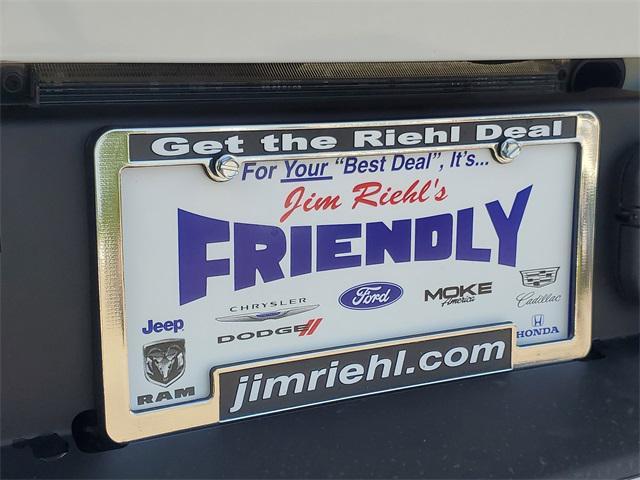 Get the Riehl Deal
For Your "Best Deal", It's...
Jim Riehl's
FRIENDLY
CHRYSLER
DODGE
Ford
MOKE
America
Cadillac
Jeep
RAM
HONDA
jimriehl.com